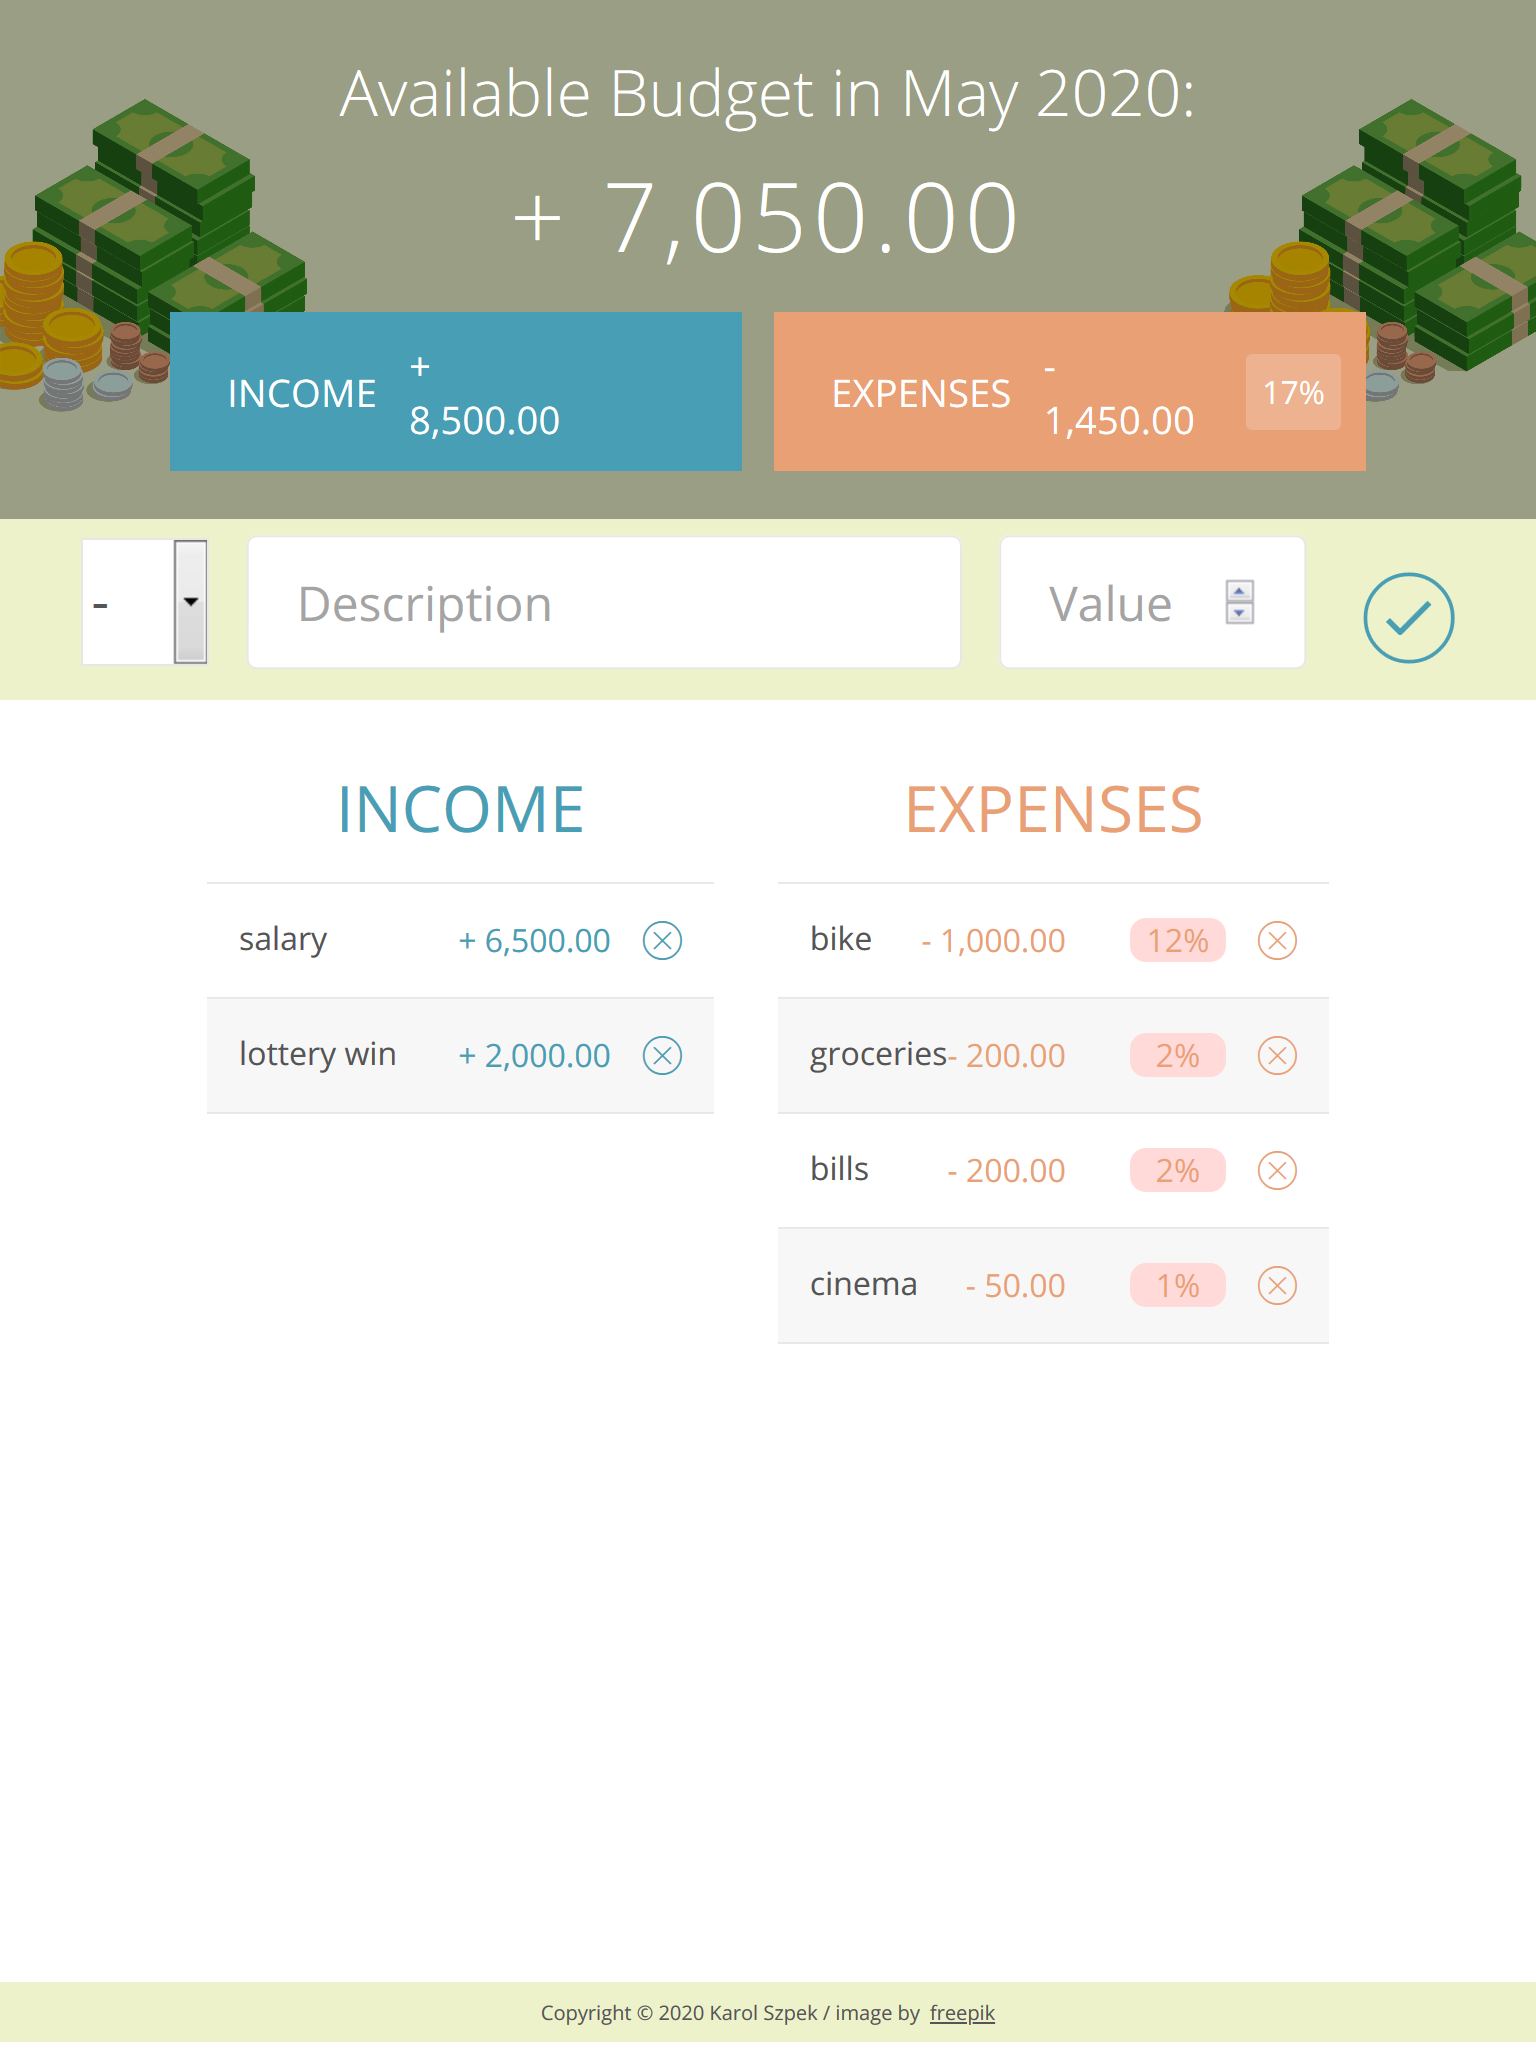 Available Budget in May 2020:
+ 7,050.00
INCOME
+
8,500.00
EXPENSES
-
1,450.00
17%
-
Description
Value
INCOME
salary + 6,500.00
lottery win + 2,000.00
EXPENSES
bike - 1,000.00 12%
groceries - 200.00 2%
bills - 200.00 2%
cinema - 50.00 1%
Copyright © 2020 Karol Szpek / image by freepik